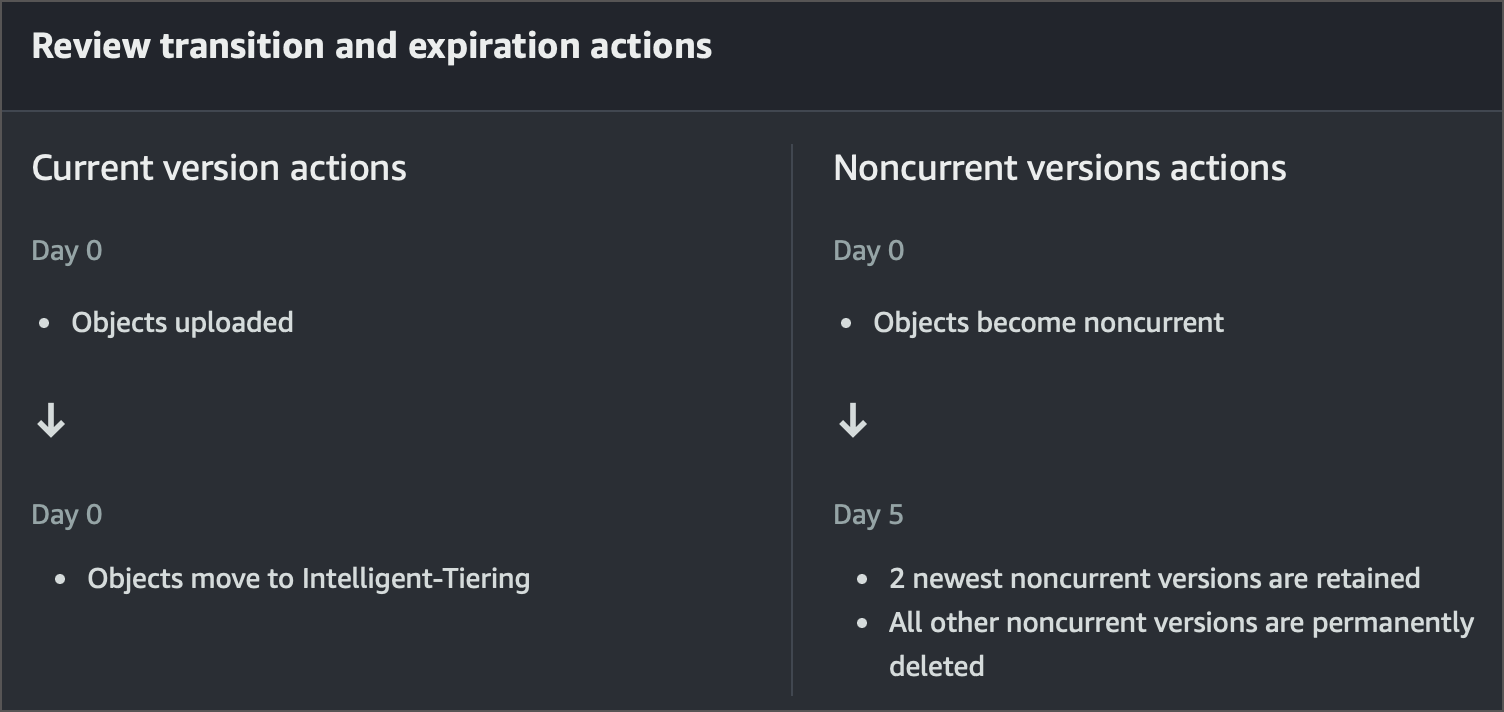 Review transition and expiration actions
Current version actions
Day 0
• Objects uploaded
Day 0
• Objects move to Intelligent-Tiering
Noncurrent versions actions
Day 0
• Objects become noncurrent
Day 5
• 2 newest noncurrent versions are retained
• All other noncurrent versions are permanently
deleted